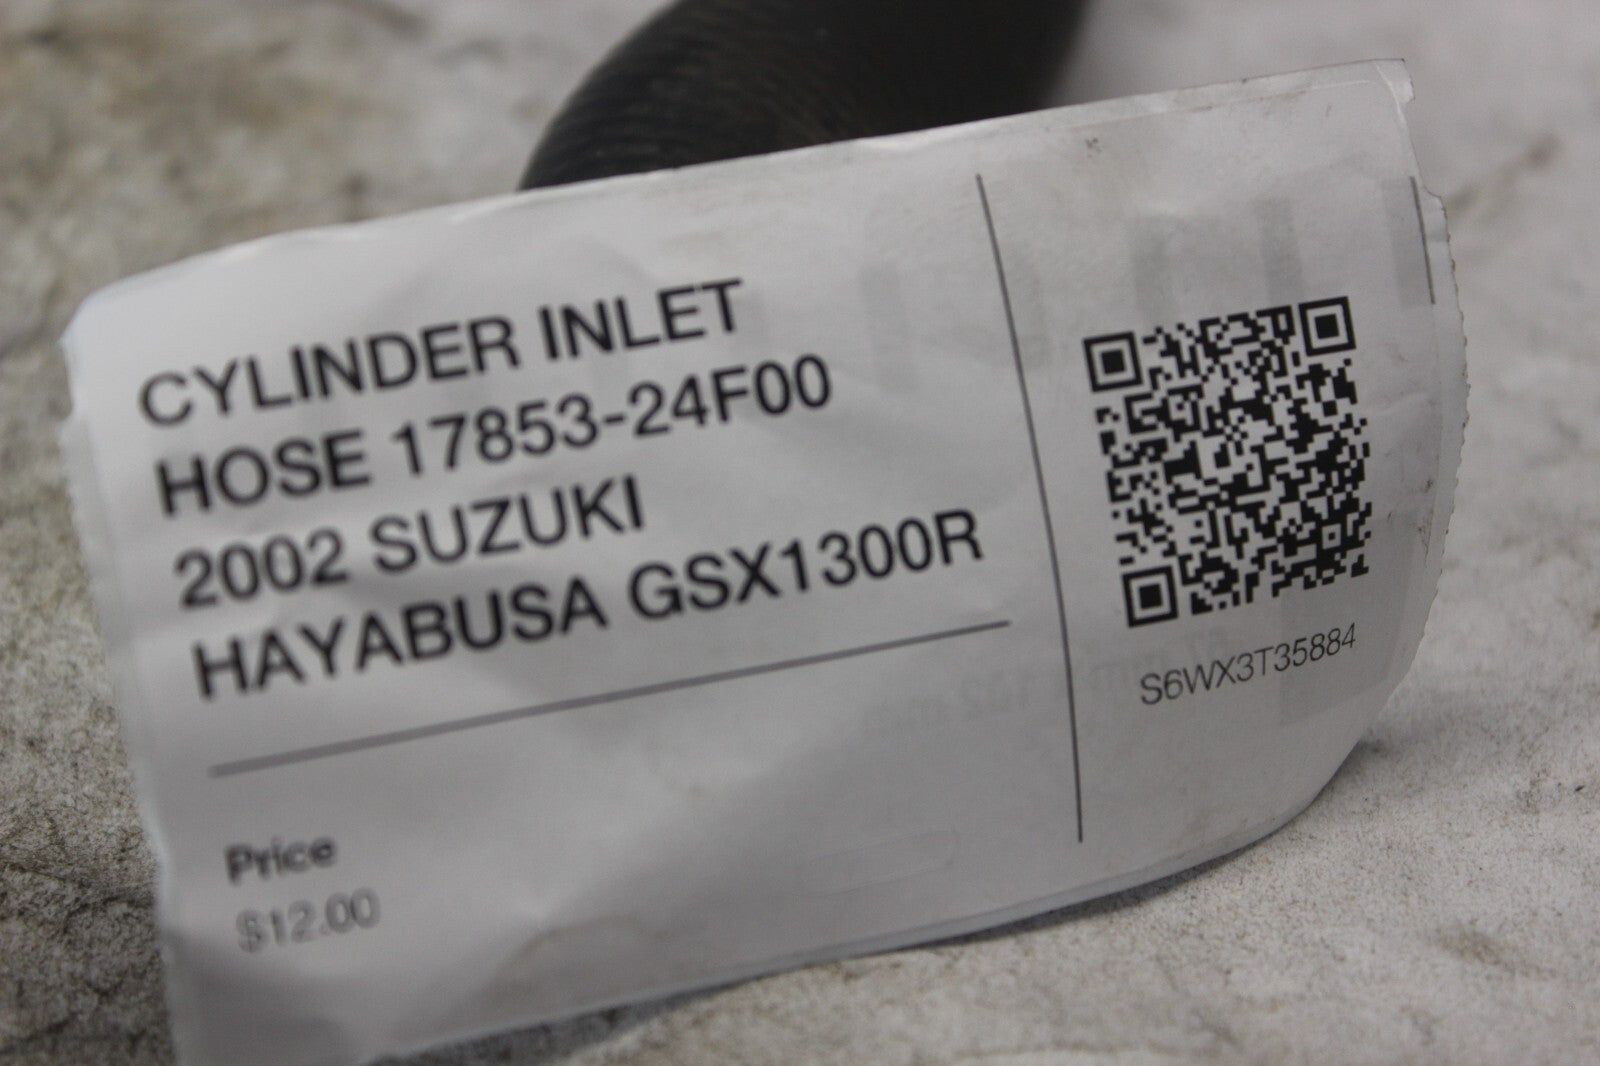 CYLINDER INLET
HOSE 17853-24F00
2002 SUZUKI
HAYABUSA GSX1300R
Price
$12.00
S6WX3T35884